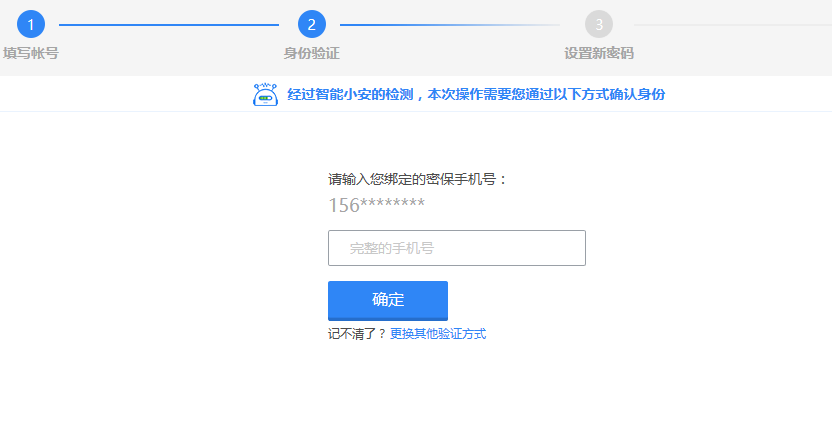 1 2 3
填写帐号 身份验证 设置新密码
经过智能小安的检测，本次操作需要您通过以下方式确认身份
请输入您绑定的密保手机号：
156********
完整的手机号
确定
记不清了？更换其他验证方式